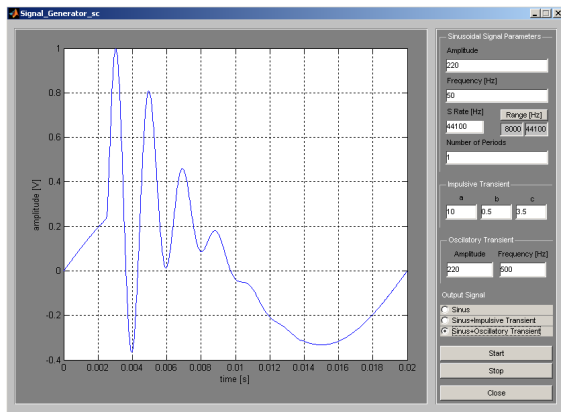 Signal_Generator_sc
1
0.8
0.6
0.4
0.2
0
-0.2
-0.4
amplitude [V]
0 0.002 0.004 0.006 0.008 0.01 0.012 0.014 0.016 0.018 0.02
time [s]
Sinusoidal Signal Parameters
Amplitude
220
Frequency [Hz]
50
S Rate [Hz] Range [Hz]
44100 8000 44100
Number of Periods
1
Impulsive Transient
a b c
10 0.5 3.5
Oscilatory Transient
Amplitude Frequency [Hz]
220 500
Output Signal
Sinus
Sinus+Impulsive Transient
Sinus+Oscillatory Transient
Start
Stop
Close